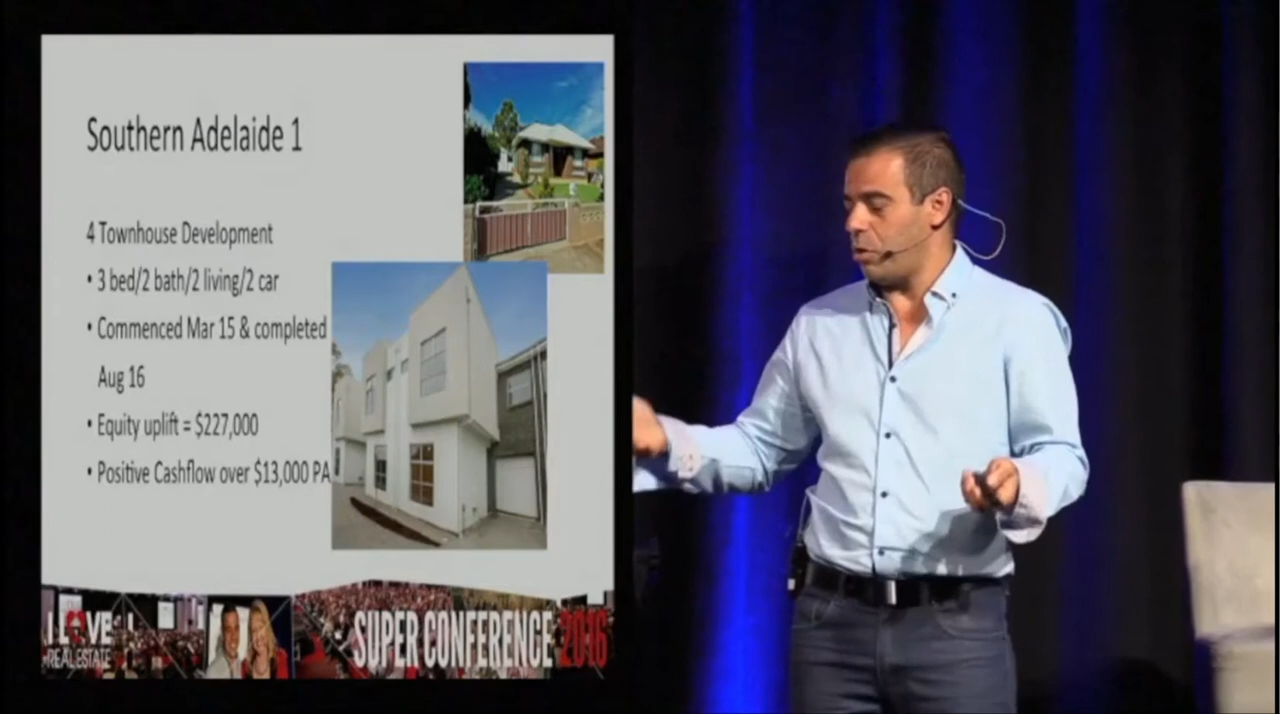 Southern Adelaide 1
4 Townhouse Development
• 3 bed/2 bath/2 living/2 car
• Commenced Mar 15 & completed
Aug 16
• Equity uplift = $227,000
• Positive Cashflow over $13,000 PA
I LOVE
REAL ESTATE
SUPER CONFERENCE 2016